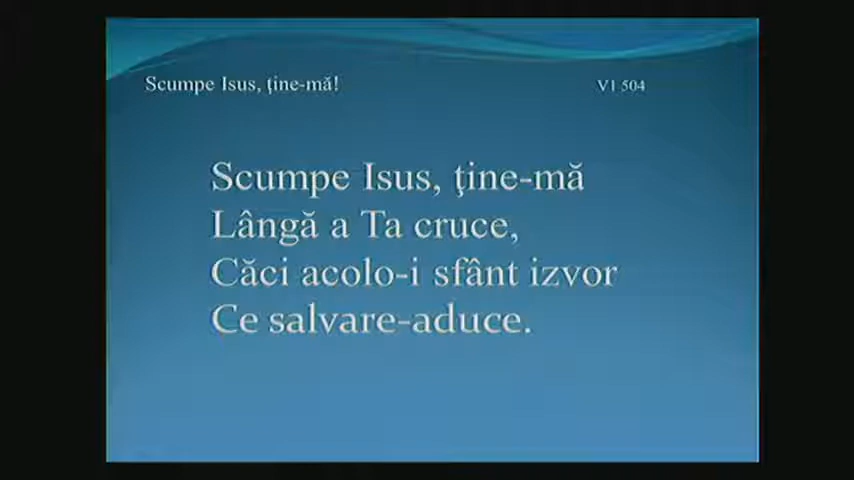 Scumpe Isus, ţine-mă!
V1 504
Scumpe Isus, ţine-mă
Lângă a Ta cruce,
Căci acolo-i sfânt izvor
Ce salvare-aduce.